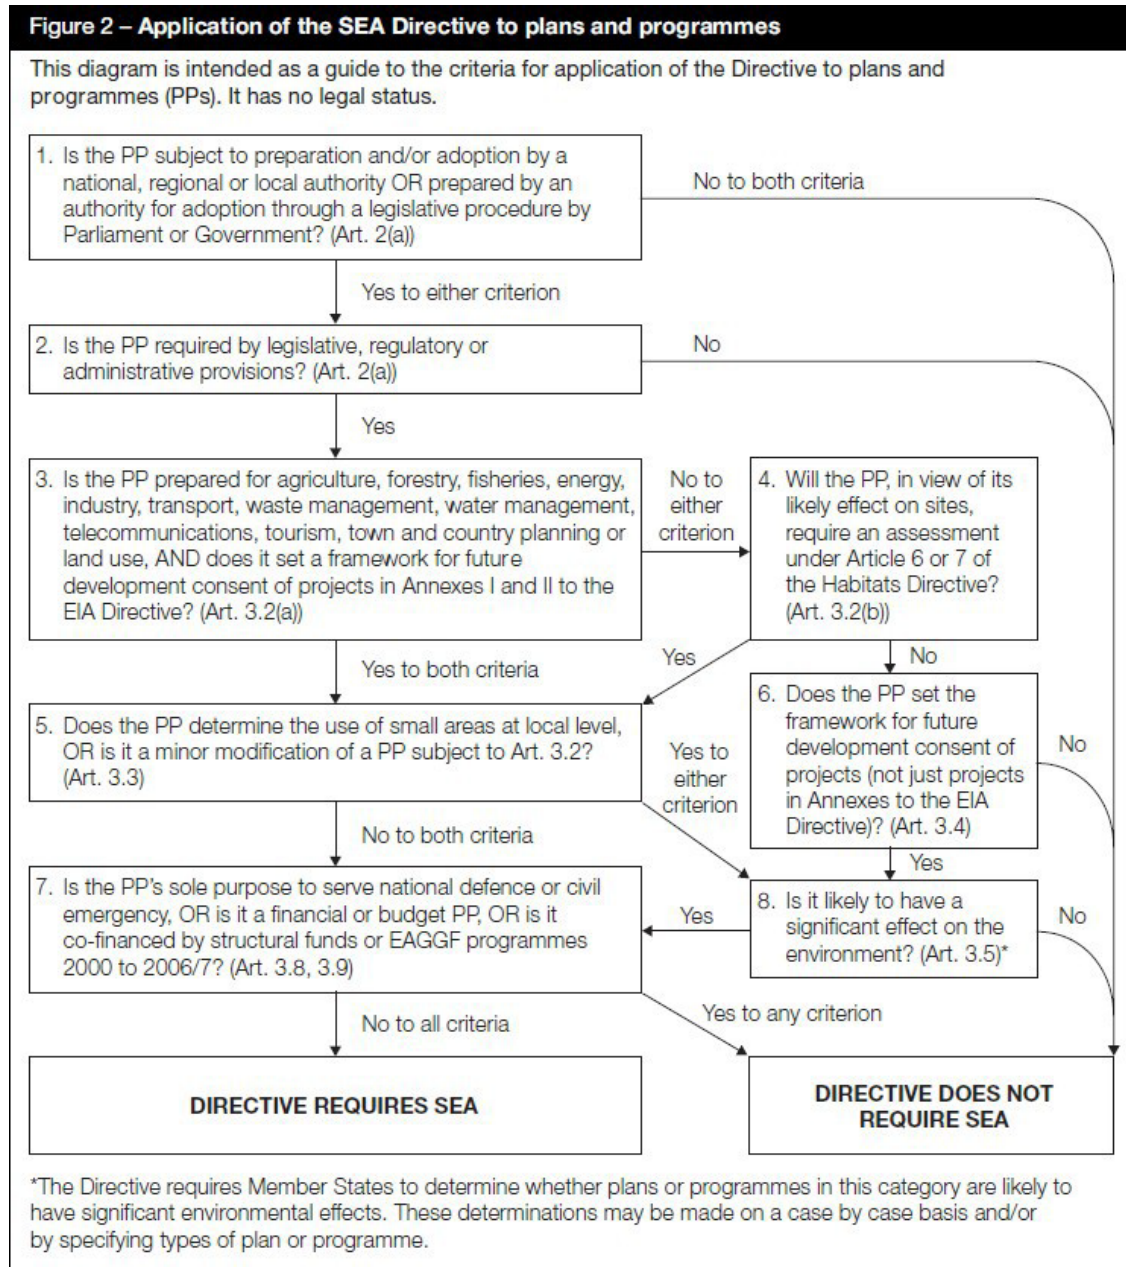 Figure 2 – Application of the SEA Directive to plans and programmes
This diagram is intended as a guide to the criteria for application of the Directive to plans and
programmes (PPs). It has no legal status.
1. Is the PP subject to preparation and/or adoption by a
national, regional or local authority OR prepared by an
authority for adoption through a legislative procedure by
Parliament or Government? (Art. 2(a))
No to both criteria
Yes to either criterion
2. Is the PP required by legislative, regulatory or
administrative provisions? (Art. 2(a))
No
Yes
3. Is the PP prepared for agriculture, forestry, fisheries, energy,
industry, transport, waste management, water management,
telecommunications, tourism, town and country planning or
land use, AND does it set a framework for future
development consent of projects in Annexes I and II to the
EIA Directive? (Art. 3.2(a))
No to
either
criterion
4. Will the PP, in view of its
likely effect on sites,
require an assessment
under Article 6 or 7 of
the Habitats Directive?
(Art. 3.2(b))
Yes to both criteria
Yes
No
5. Does the PP determine the use of small areas at local level,
OR is it a minor modification of a PP subject to Art. 3.2?
(Art. 3.3)
Yes to
either
criterion
6. Does the PP set the
framework for future
development consent of
projects (not just projects
in Annexes to the EIA
Directive)? (Art. 3.4)
No
No to both criteria
Yes
7. Is the PP's sole purpose to serve national defence or civil
emergency, OR is it a financial or budget PP, OR is it
co-financed by structural funds or EAGGF programmes
2000 to 2006/7? (Art. 3.8, 3.9)
Yes
8. Is it likely to have a
significant effect on the
environment? (Art. 3.5)*
No
No to all criteria
Yes to any criterion
DIRECTIVE REQUIRES SEA
DIRECTIVE DOES NOT
REQUIRE SEA
*The Directive requires Member States to determine whether plans or programmes in this category are likely to
have significant environmental effects. These determinations may be made on a case by case basis and/or
by specifying types of plan or programme.